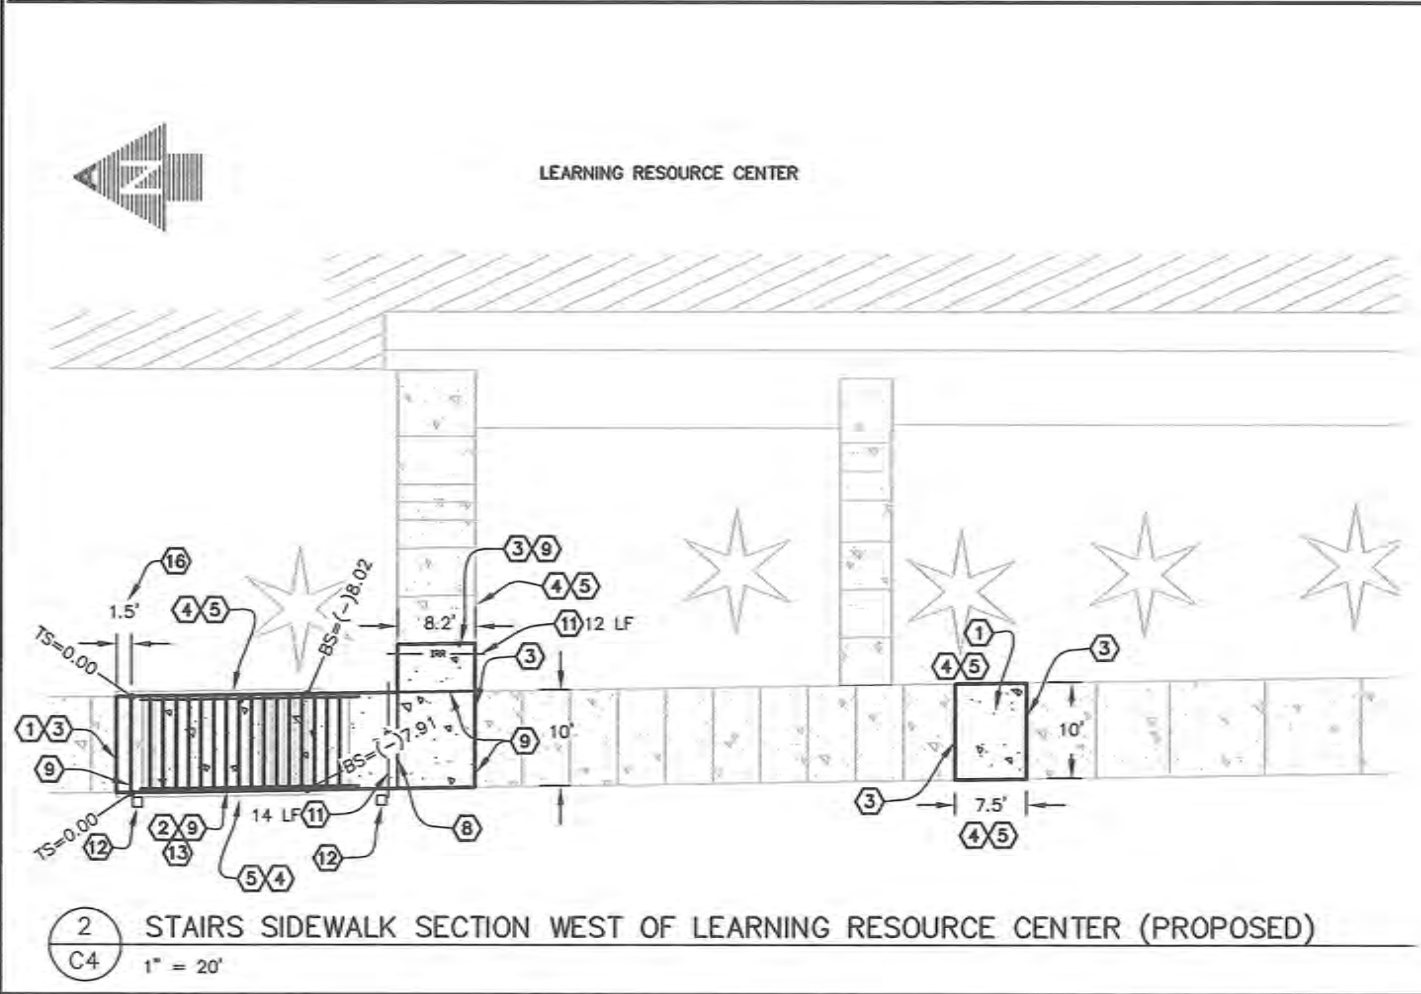 N
LEARNING RESOURCE CENTER
16
1.5'
4 5
TS=0.00
BS=(-)8.02
3 9
4 5
8.2'
11 12 LF
3
1
4 5
3
1 3
9
BS=(-)7.91
10'
9
10'
3
7.5'
4 5
TS=0.00
12
2 9
13
14 LF 11
8
12
5 4
2
C4
STAIRS SIDEWALK SECTION WEST OF LEARNING RESOURCE CENTER (PROPOSED)
1" = 20'